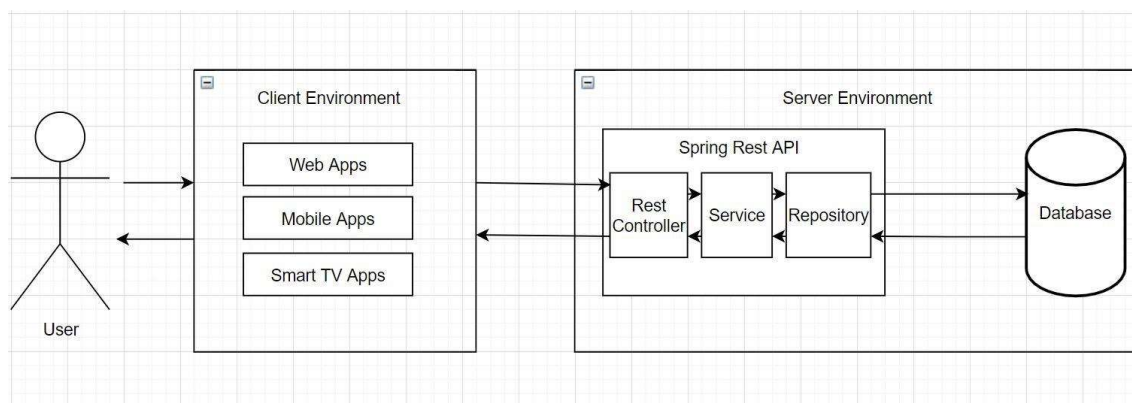 Client Environment
Server Environment
Spring Rest API
Web Apps
Mobile Apps
Smart TV Apps
Rest
Controller
Service
Repository
Database
User